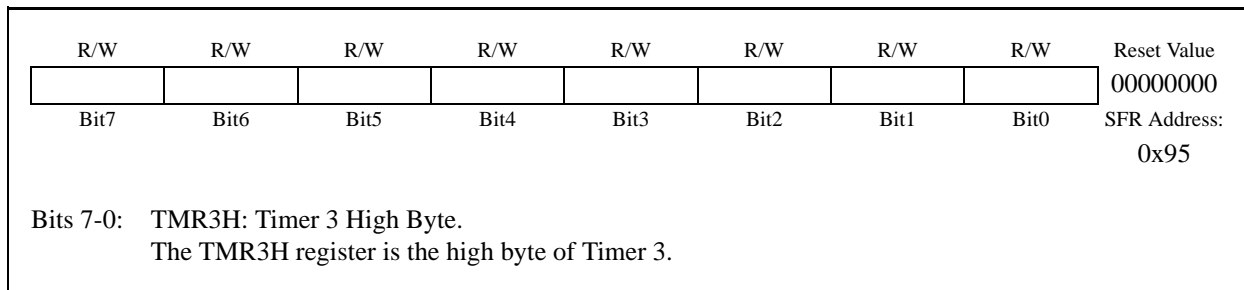 R/W R/W R/W R/W R/W R/W R/W R/W Reset Value
00000000
Bit7 Bit6 Bit5 Bit4 Bit3 Bit2 Bit1 Bit0 SFR Address:
0x95
Bits 7-0: TMR3H: Timer 3 High Byte.
The TMR3H register is the high byte of Timer 3.